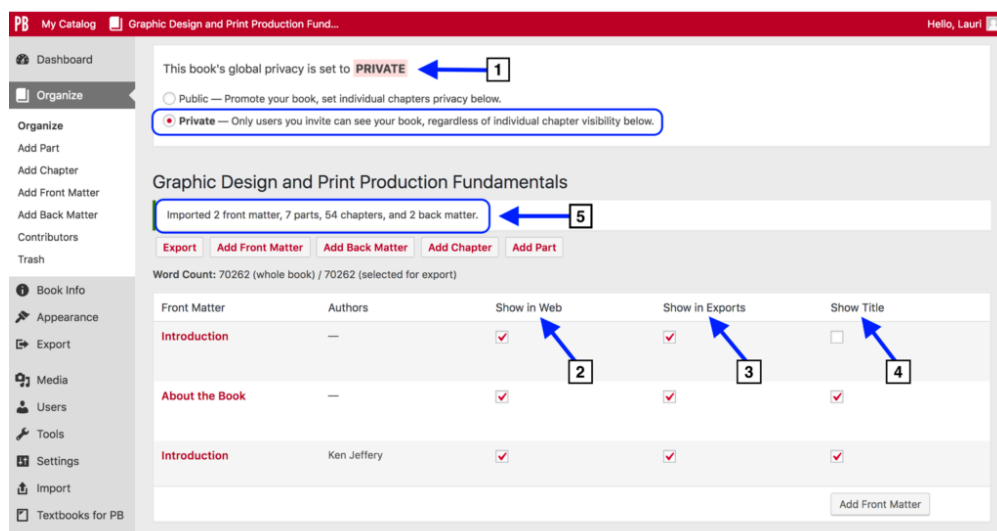 PB My Catalog Graphic Design and Print Production Fund... Hello, Lauri
Dashboard
Organize
Organize
Add Part
Add Chapter
Add Front Matter
Add Back Matter
Contributors
Trash
Book Info
Appearance
Export
Media
Users
Tools
Settings
Import
Textbooks for PB
This book's global privacy is set to PRIVATE 1
Public — Promote your book, set individual chapters privacy below.
Private — Only users you invite can see your book, regardless of individual chapter visibility below.
Graphic Design and Print Production Fundamentals
Imported 2 front matter, 7 parts, 54 chapters, and 2 back matter. 5
Export Add Front Matter Add Back Matter Add Chapter Add Part
Word Count: 70262 (whole book) / 70262 (selected for export)
Front Matter Authors Show in Web Show in Exports Show Title
Introduction —
2 3 4
About the Book —
Introduction Ken Jeffery
Add Front Matter